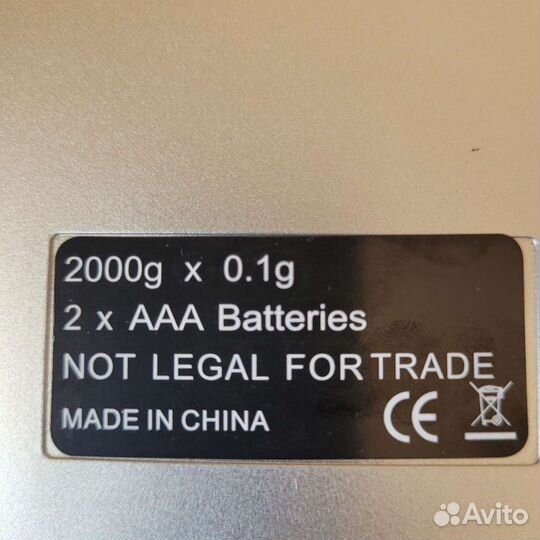 2000g x 0.1g
2 x AAA Batteries
NOT LEGAL FOR TRADE
MADE IN CHINA CE
Avito